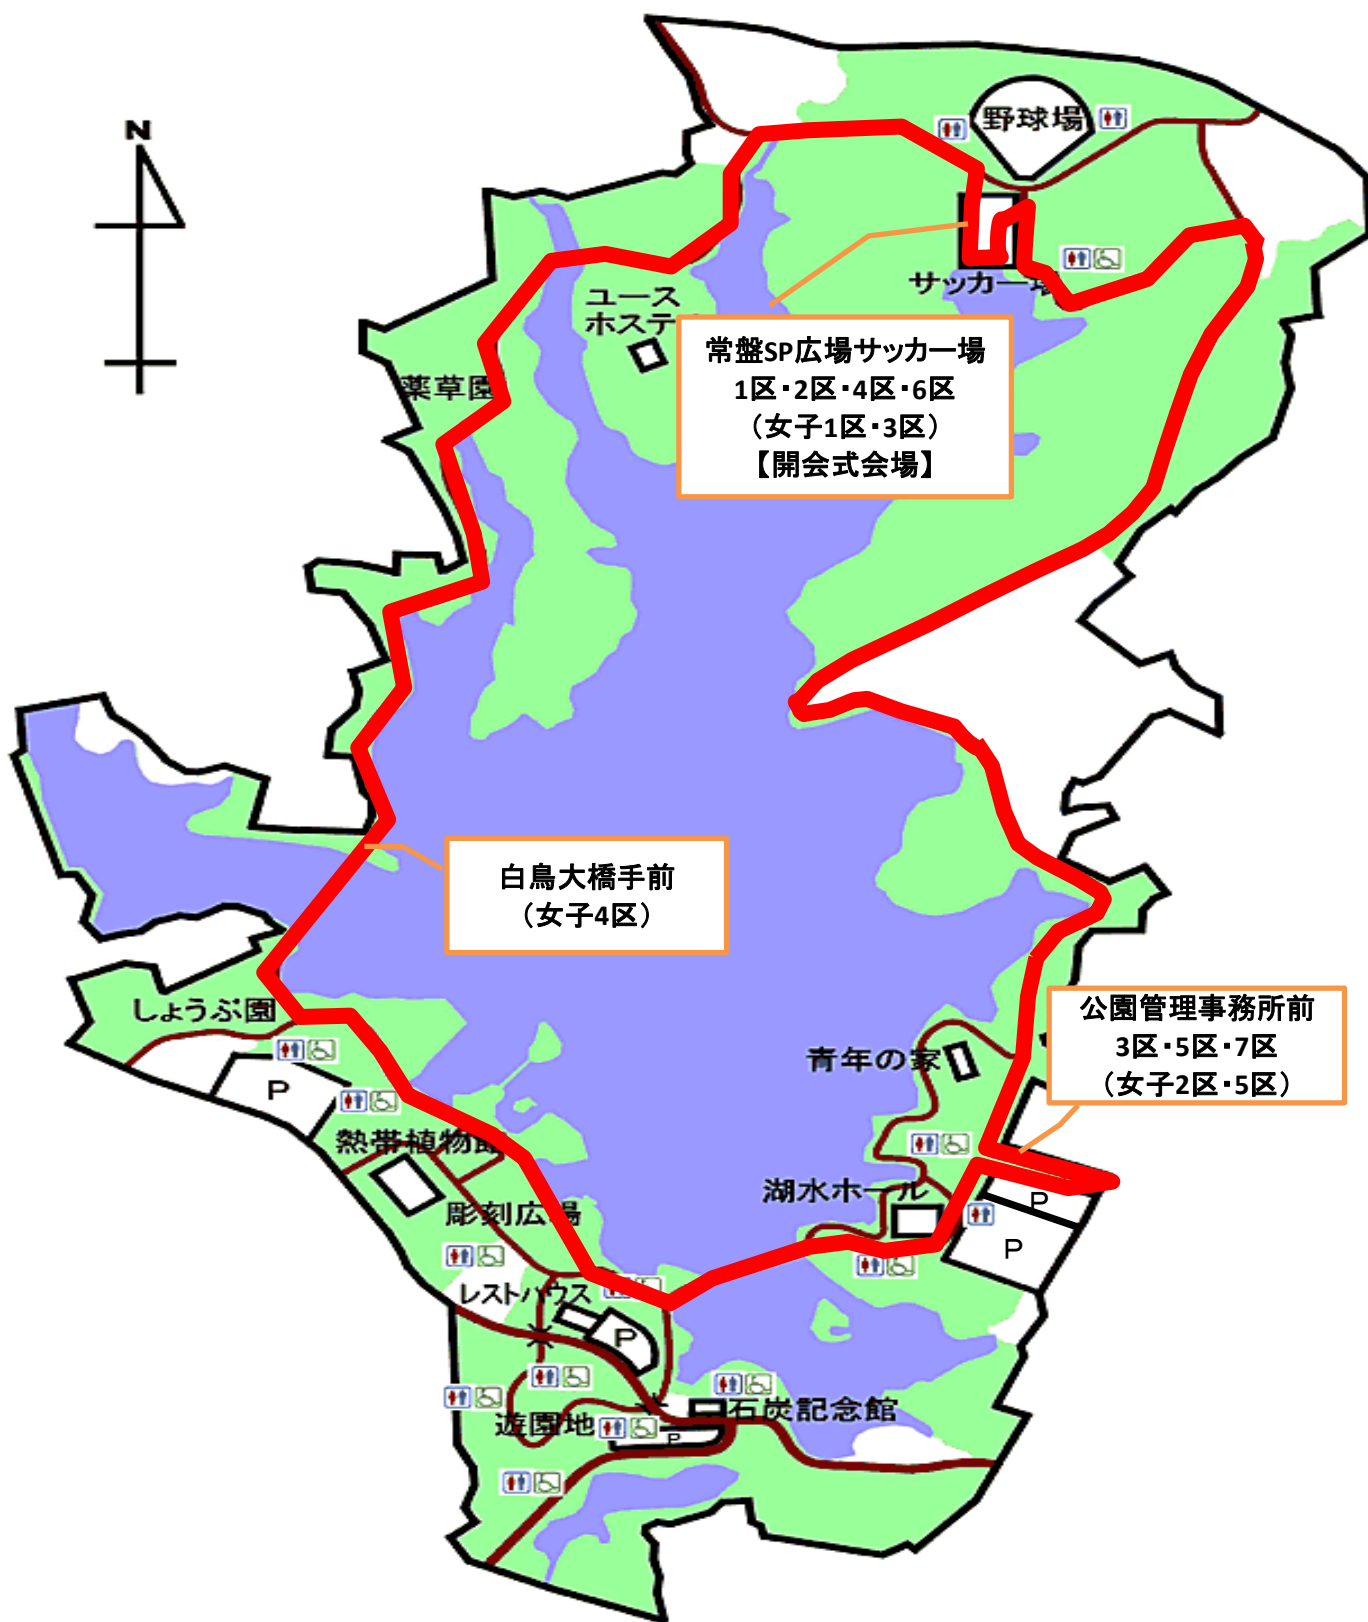 N
野球場
サッカー場
ユース
ホステ
常盤SP広場サッカー場
1区・2区・4区・6区
（女子1区・3区）
【開会式会場】
薬草園
白鳥大橋手前
（女子4区）
しょうぶ園
P
公園管理事務所前
3区・5区・7区
（女子2区・5区）
青年の家
熱帯植物館
湖水ホール
P
P
彫刻広場
レストハウス
P
石炭記念館
遊園地
P